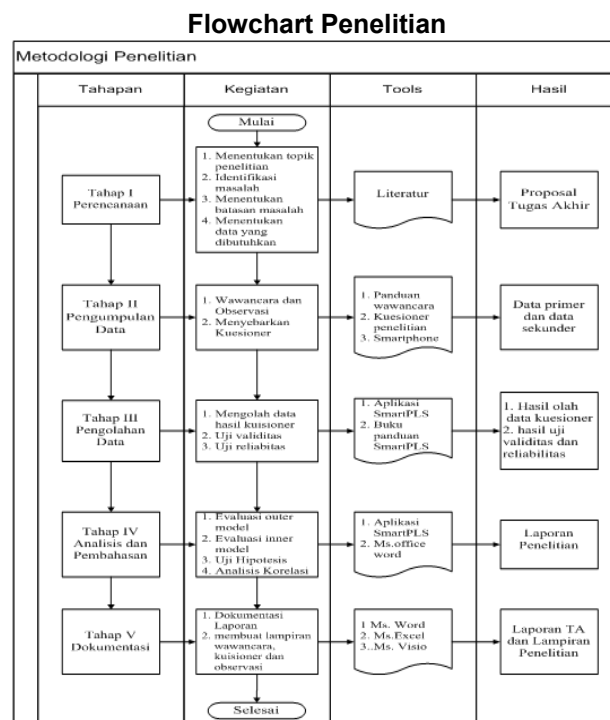 Flowchart Penelitian
Metodologi Penelitian
Tahapan
Kegiatan
Tools
Hasil
Mulai
Tahap I
Perencanaan
1. Menentukan topik
penelitian
2. Identifikasi
masalah
3. Menentukan
batasan masalah
4. Menentukan
data yang
dibutuhkan
Literatur
Proposal
Tugas Akhir
Tahap II
Pengumpulan
Data
1. Wawancara dan
Observasi
2. Menyebarkan
Kuesioner
1. Panduan
wawancara
2. Kuesioner
penelitian
3. Smartphone
Data primer
dan data
sekunder
Tahap III
Pengolahan
Data
1. Mengolah data
hasil kuisioner
2. Uji validitas
3. Uji reliabitas
1. Aplikasi
SmartPLS
2. Buku
panduan
SmartPLS
1. Hasil olah
data kuesioner
2. hasil uji
validitas dan
reliabilitas
Tahap IV
Analisis dan
Pembahasan
1. Evaluasi outer
model
2. Evaluasi inner
model
3. Uji Hipotesis
4. Analisis Korelasi
1. Aplikasi
SmartPLS
2. Ms.office
word
Laporan
Penelitian
Tahap V
Dokumentasi
1. Dokumentasi
Laporan
2. membuat lampiran
wawancara,
kuisioner dan
observasi
1 Ms. Word
2. Ms.Excel
3..Ms. Visio
Laporan TA
dan Lampiran
Penelitian
Selesai